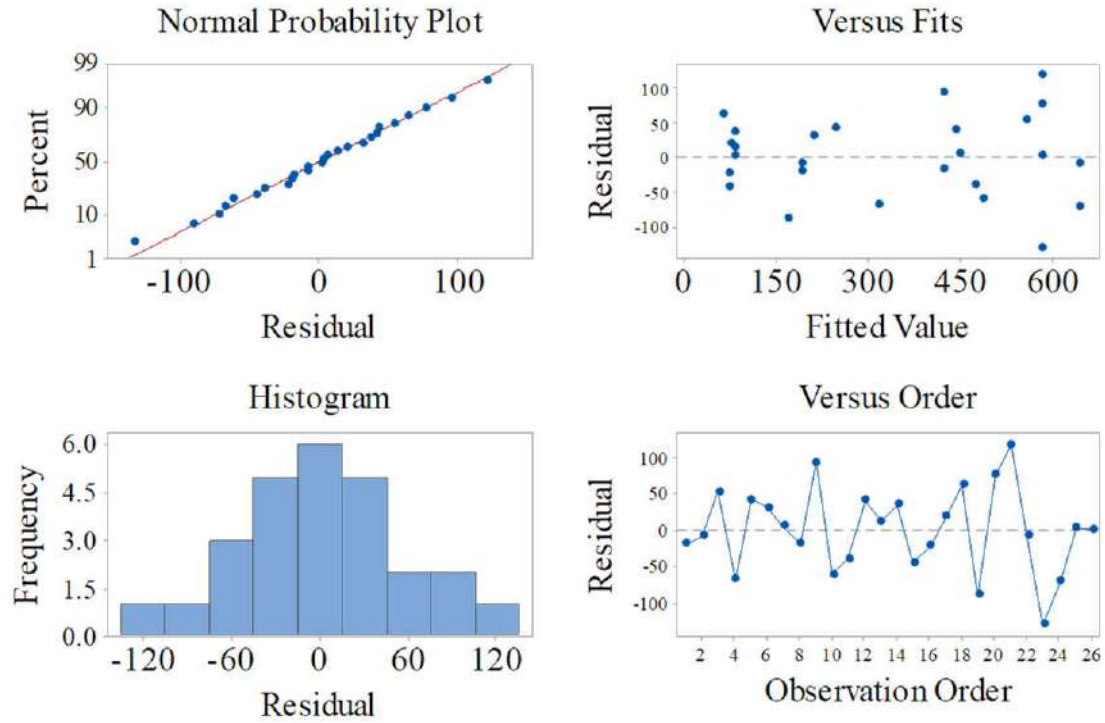 Normal Probability Plot
99
90
50
10
1
Percent
-100 0 100
Residual
Versus Fits
100
50
0
-50
-100
Residual
0 150 300 450 600
Fitted Value
Histogram
6.0
4.5
3.0
1.5
0.0
Frequency
-120 -60 0 60 120
Residual
Versus Order
100
50
0
-50
-100
Residual
2 4 6 8 10 12 14 16 18 20 22 24 26
Observation Order